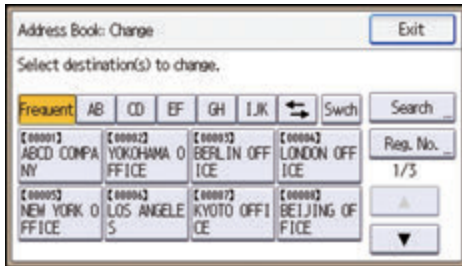 Address Book: Change Exit
Select destination(s) to change.
Frequent AB CD EF GH IJK Swch Search
[00001] [00002] [00003] [00004] Reg. No.
ABCD COMPA YOKOHAMA O BERLIN OFF LONDON OFF
NY FFICE ICE ICE 1/3
[00005] [00006] [00007] [00008]
NEW YORK O LOS ANGELE KYOTO OFFI BEIJING OF
FFICE S CE FICE